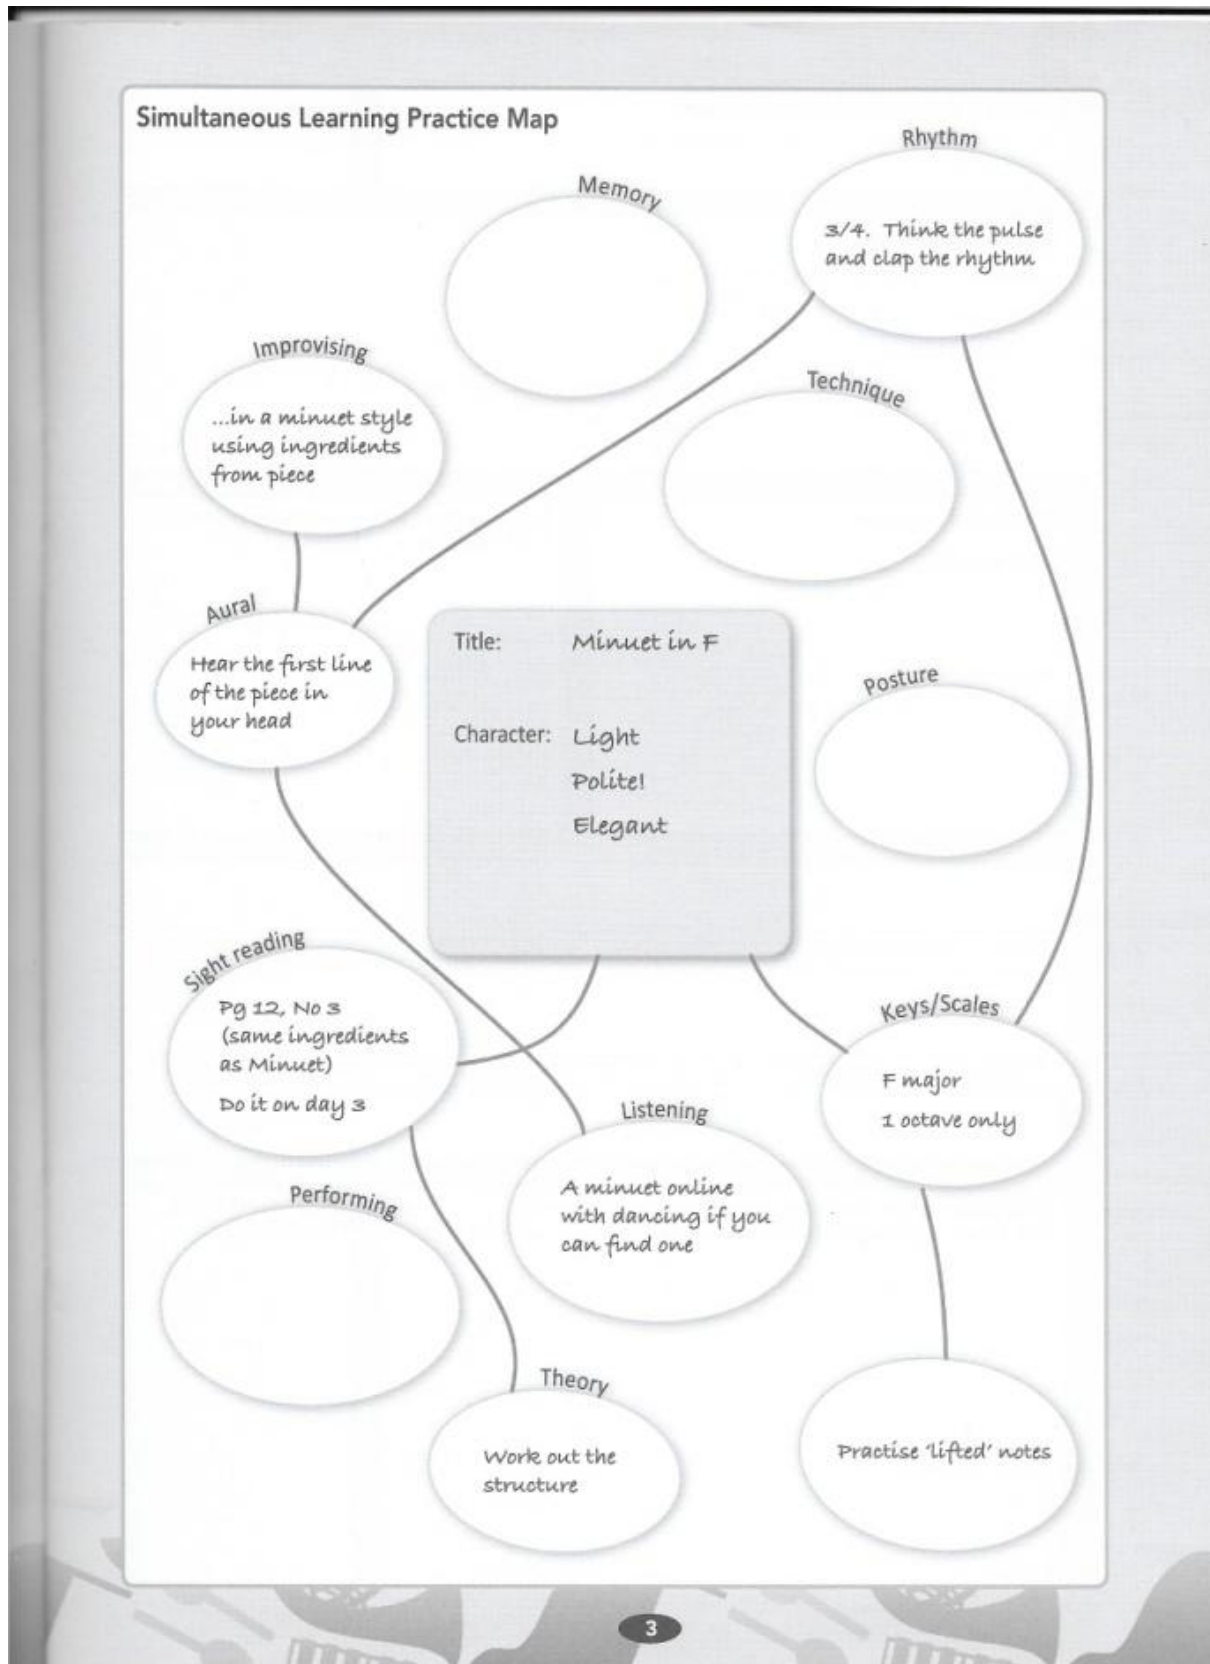 Simultaneous Learning Practice Map
Rhythm
3/4. Think the pulse
and clap the rhythm
Memory
Improvising
...in a minuet style
using ingredients
from piece
Technique
Aural
Hear the first line
of the piece in
your head
Title: Minuet in F
Character: Light
Polite!
Elegant
Posture
Sight reading
Pg 12, No 3
(same ingredients
as Minuet)
Do it on day 3
Keys/Scales
F major
1 octave only
Listening
A minuet online
with dancing if you
can find one
Performing
Theory
Work out the
structure
Practise 'lifted' notes
3